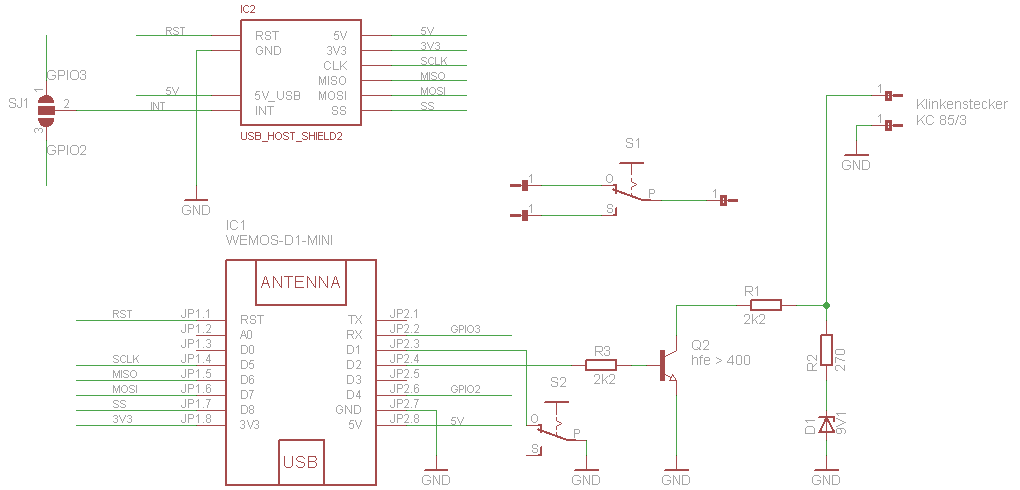 IC2
RST
RST
5V
5V
GND
3V3
3V3
GPIO3
CLK
SCLK
MISO
MISO
SJ1
1
2
3
5V
5V_USB
MOSI
MOSI
INT
INT
SS
SS
USB_HOST_SHIELD2
GPIO2
GND
1
Klinkenstecker
1
KC 85/3
GND
S1
1
O
P
1
1
S
IC1
WEMOS-D1-MINI
ANTENNA
RST
JP1.1
RST
TX
JP2.1
JP1.2
A0
RX
JP2.2
GPIO3
JP1.3
D0
D1
JP2.3
SCLK
JP1.4
D5
D2
JP2.4
MISO
JP1.5
D6
D3
JP2.5
MOSI
JP1.6
D7
D4
JP2.6
GPIO2
SS
JP1.7
D8
GND
JP2.7
3V3
JP1.8
3V3
5V
JP2.8
5V
USB
GND
R3
2k2
S2
O
P
S
GND
Q2
hfe > 400
GND
R1
2k2
R2
270
D1
9V1
GND